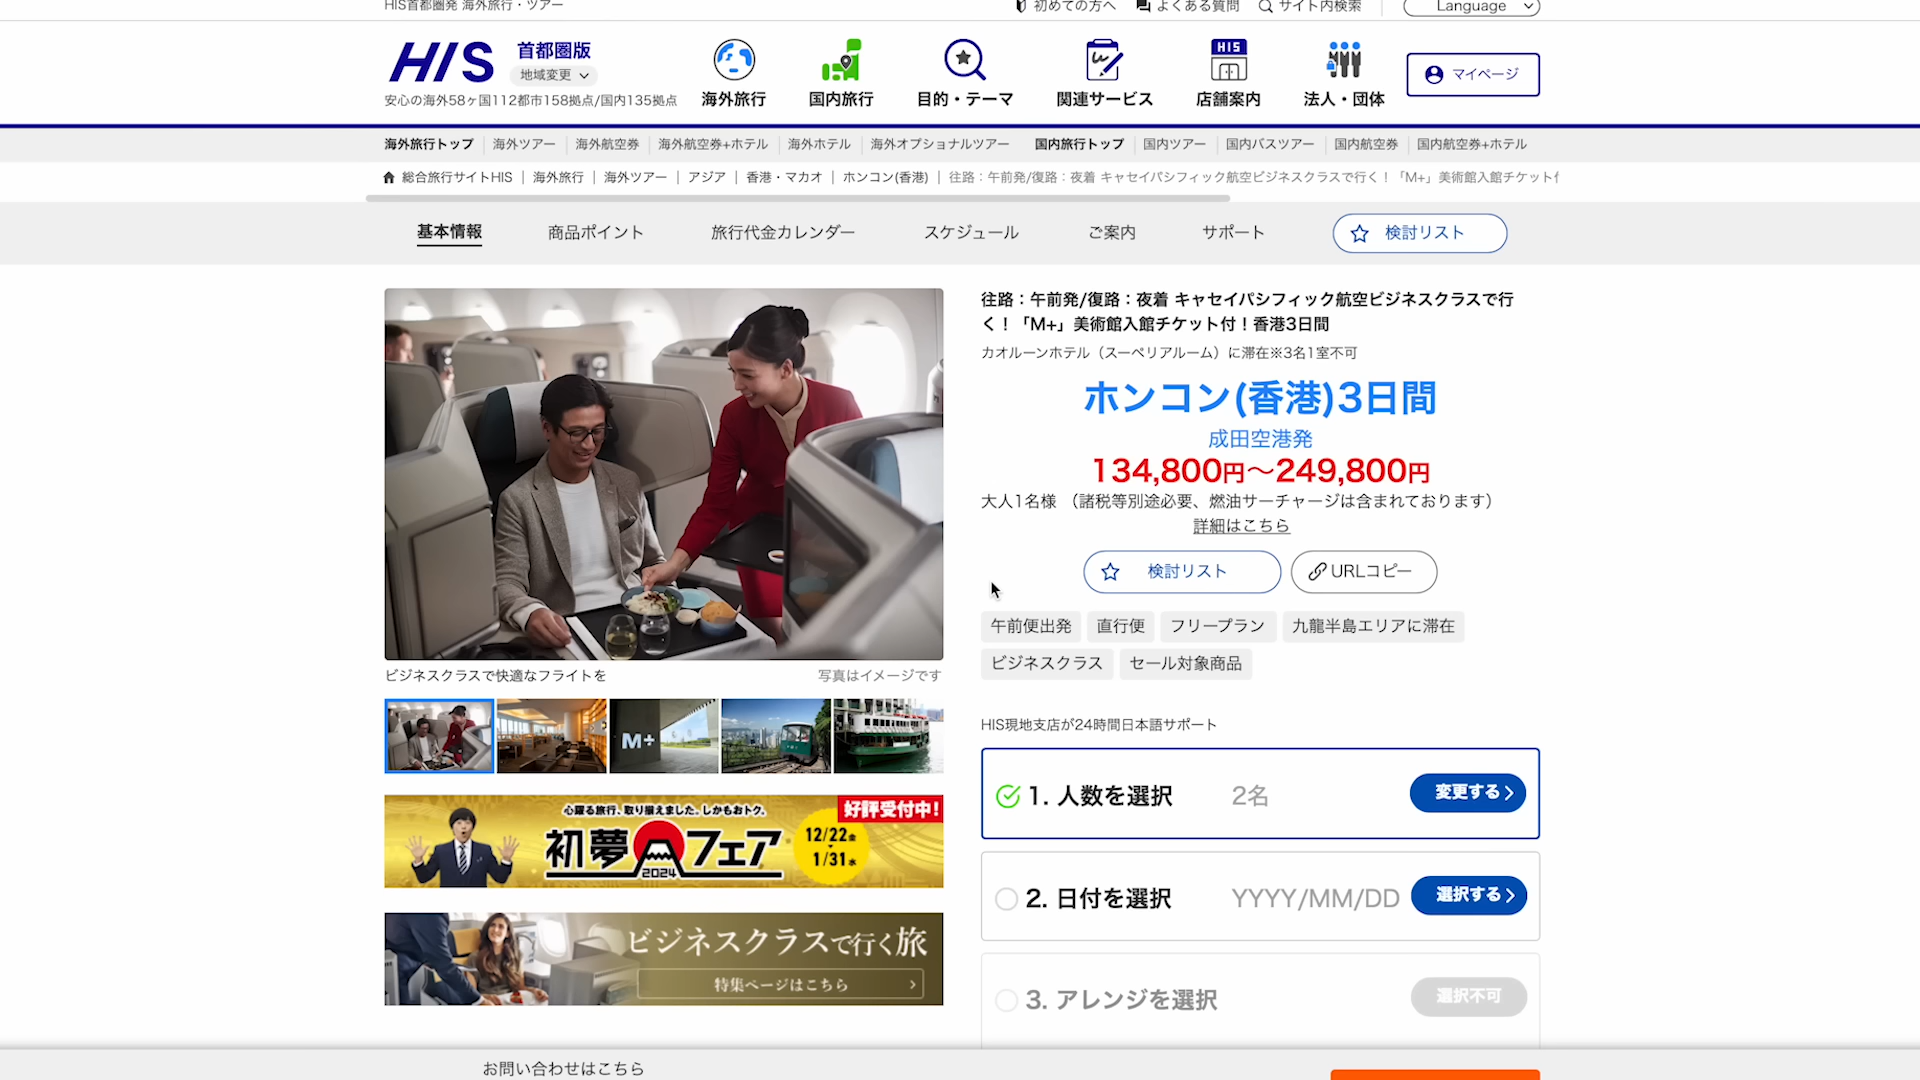 HIS首都圏発 海外旅行・ツアー
初めての方へ
よくある質問
サイト内検索
Language
HIS
首都圏版
地域変更
安心の海外58ヶ国112都市158拠点/国内135拠点
海外旅行
国内旅行
目的・テーマ
関連サービス
HIS
店舗案内
法人・団体
マイページ
海外旅行トップ
海外ツアー
海外航空券
海外航空券+ホテル
海外ホテル
海外オプショナルツアー
国内旅行トップ
国内ツアー
国内バスツアー
国内航空券
国内航空券+ホテル
総合旅行サイトHIS | 海外旅行 | 海外ツアー | アジア | 香港・マカオ | ホンコン(香港) | 往路：午前発/復路：夜着 キャセイパシフィック航空ビジネスクラスで行く！「M+」美術館入館チケット付
基本情報
商品ポイント
旅行代金カレンダー
スケジュール
ご案内
サポート
検討リスト
往路：午前発/復路：夜着 キャセイパシフィック航空ビジネスクラスで行
く！「M+」美術館入館チケット付！香港3日間
カオルーンホテル（スーペリアルーム）に滞在※3名1室不可
ホンコン(香港)3日間
成田空港発
134,800円〜249,800円
大人1名様 （諸税等別途必要、燃油サーチャージは含まれております）
詳細はこちら
検討リスト
URLコピー
午前便出発
直行便
フリープラン
九龍半島エリアに滞在
ビジネスクラス
セール対象商品
ビジネスクラスで快適なフライトを
写真はイメージです
M+
心躍る旅行、取り揃えました。しかもおトク。
好評受付中!
初夢フェア
2024
12/22金
1/31水
ビジネスクラスで行く旅
特集ページはこちら
HIS現地支店が24時間日本語サポート
1. 人数を選択
2名
変更する
2. 日付を選択
YYYY/MM/DD
選択する
3. アレンジを選択
選択不可
お問い合わせはこちら